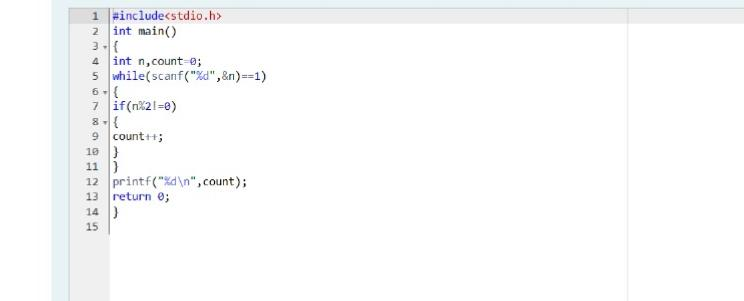 1 #include<stdio.h>
2 int main()
3 {
4 int n,count=0;
5 while(scanf("%d",&n)==1)
6 {
7 if(n%2!=0)
8 {
9 count++;
10 }
11 }
12 printf("%d\n",count);
13 return 0;
14 }
15